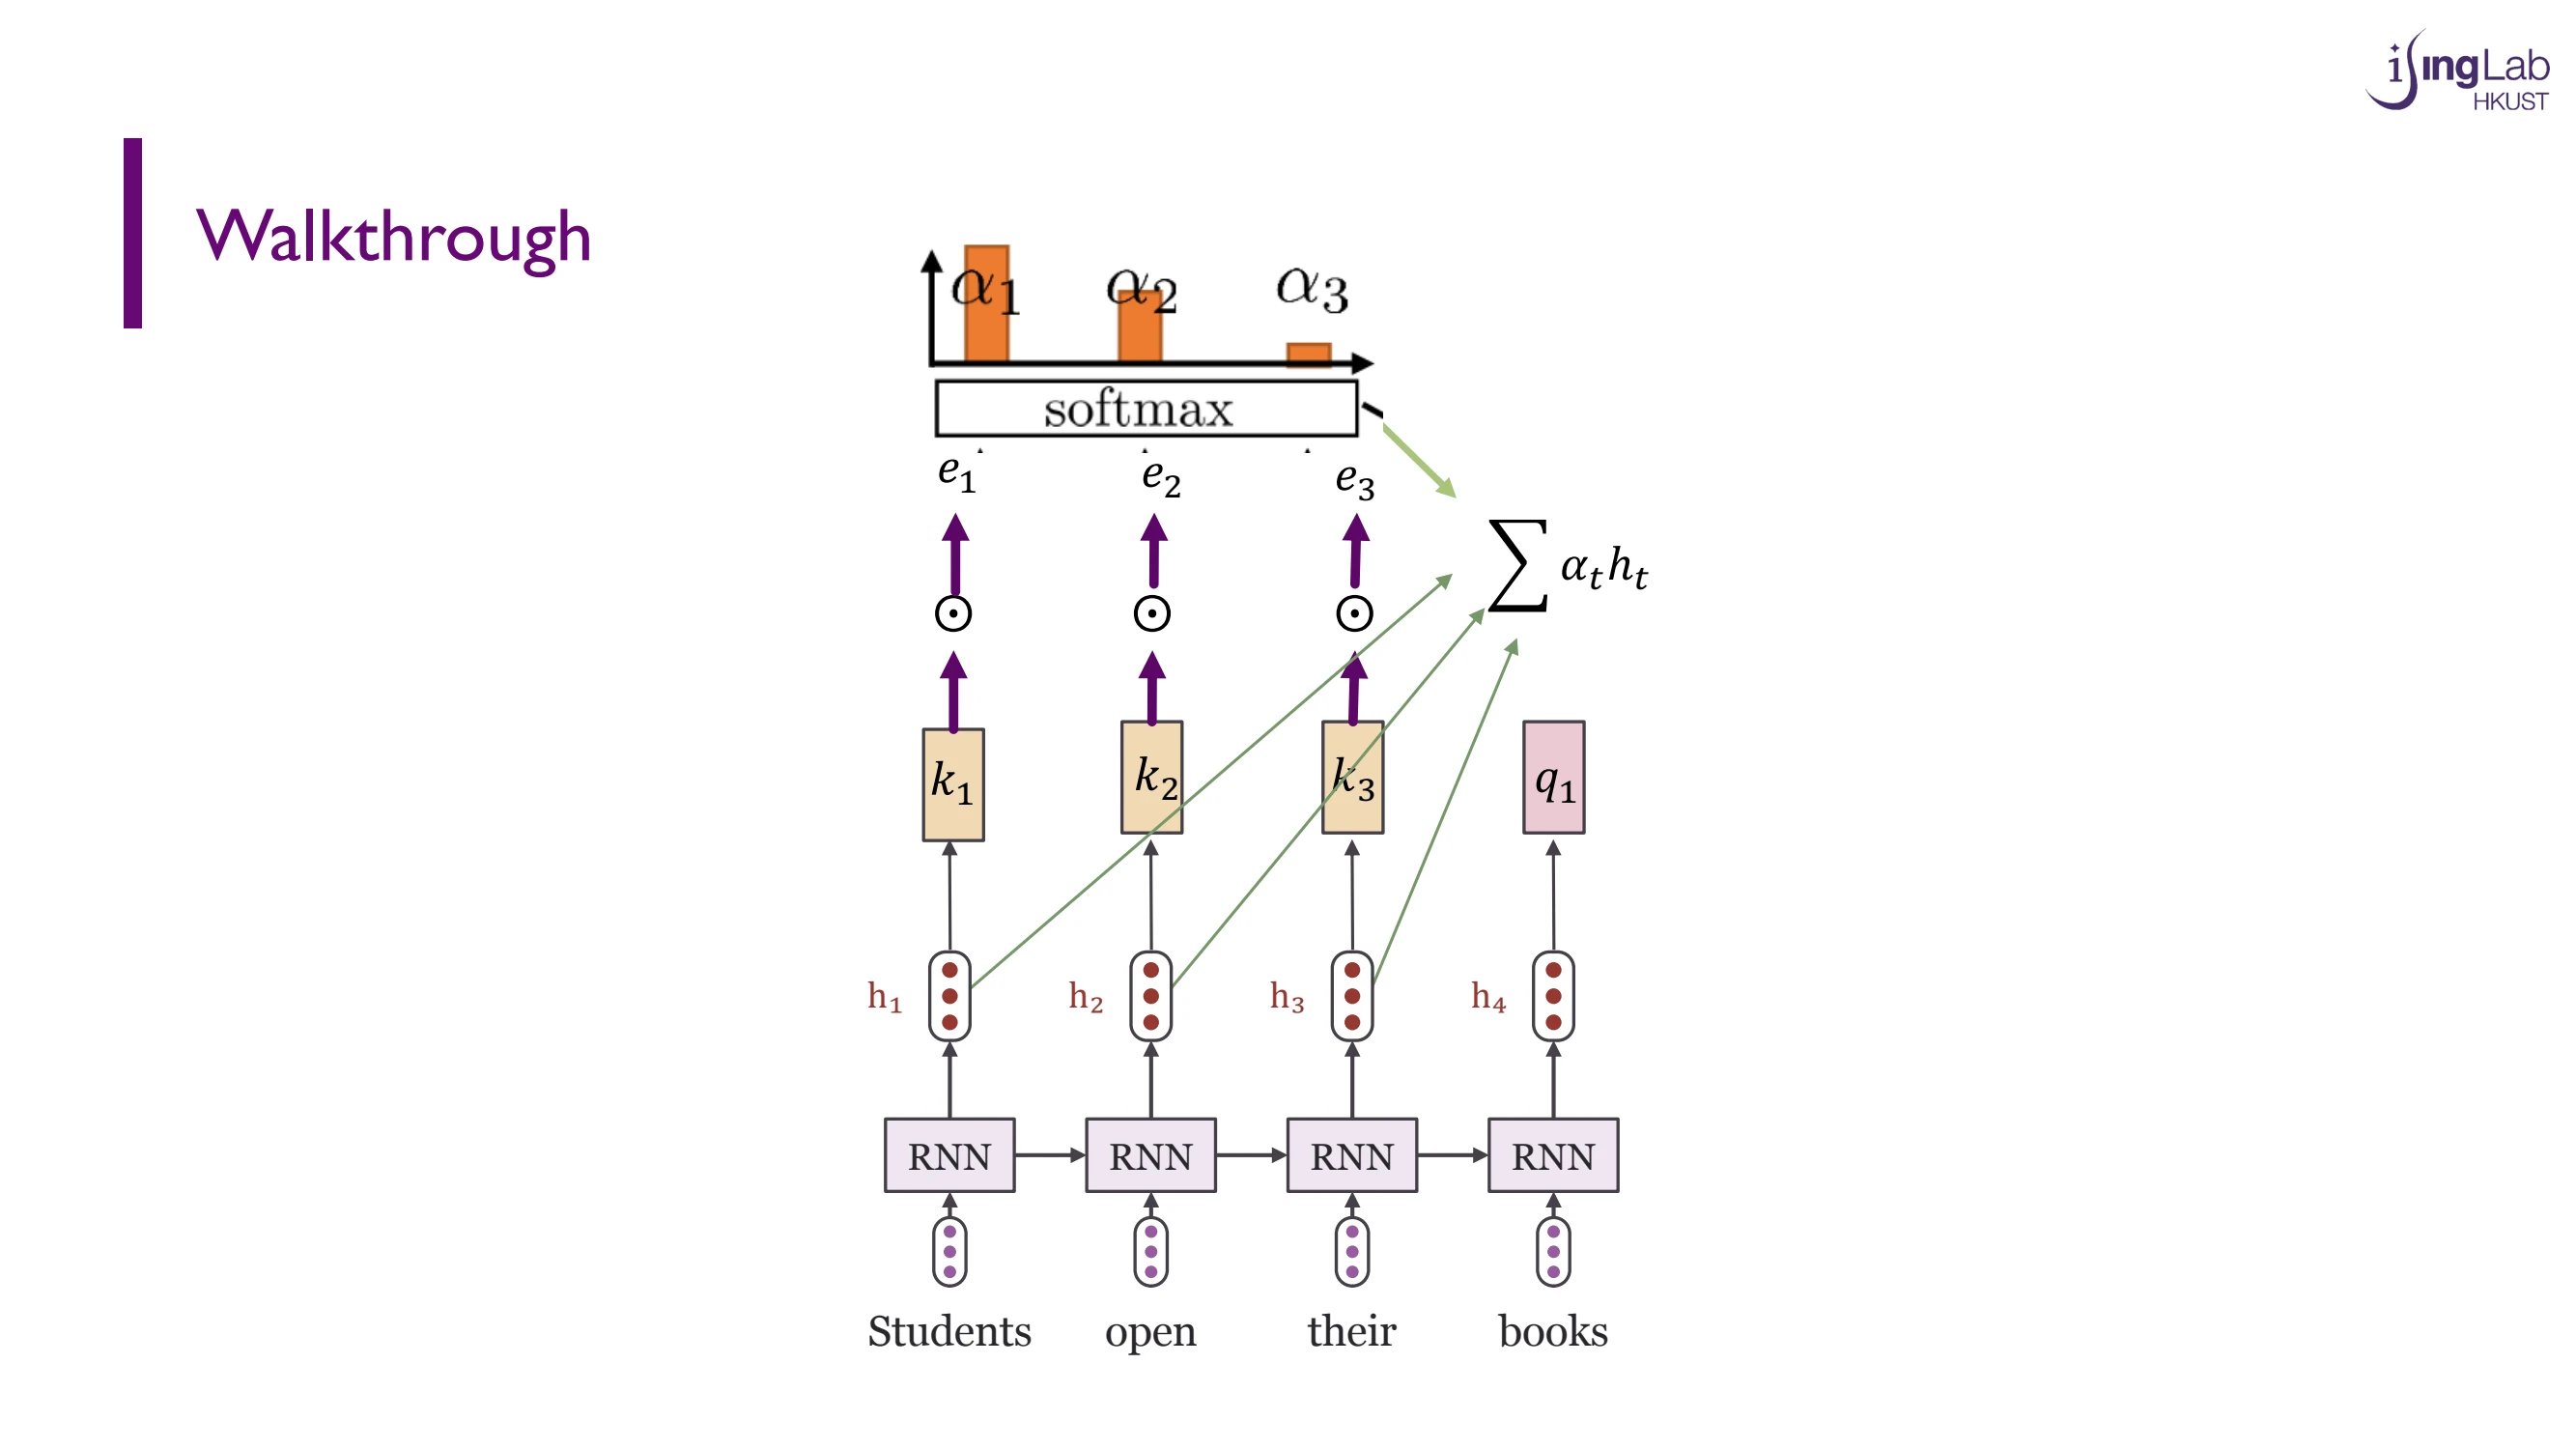 iSingLab
HKUST
Walkthrough
α₁ α₂ α₃
softmax
e₁ e₂ e₃
∑ αₜhₜ
⊙ ⊙ ⊙
k₁ k₂ k₃ q₁
h₁ h₂ h₃ h₄
RNN RNN RNN RNN
Students open their books